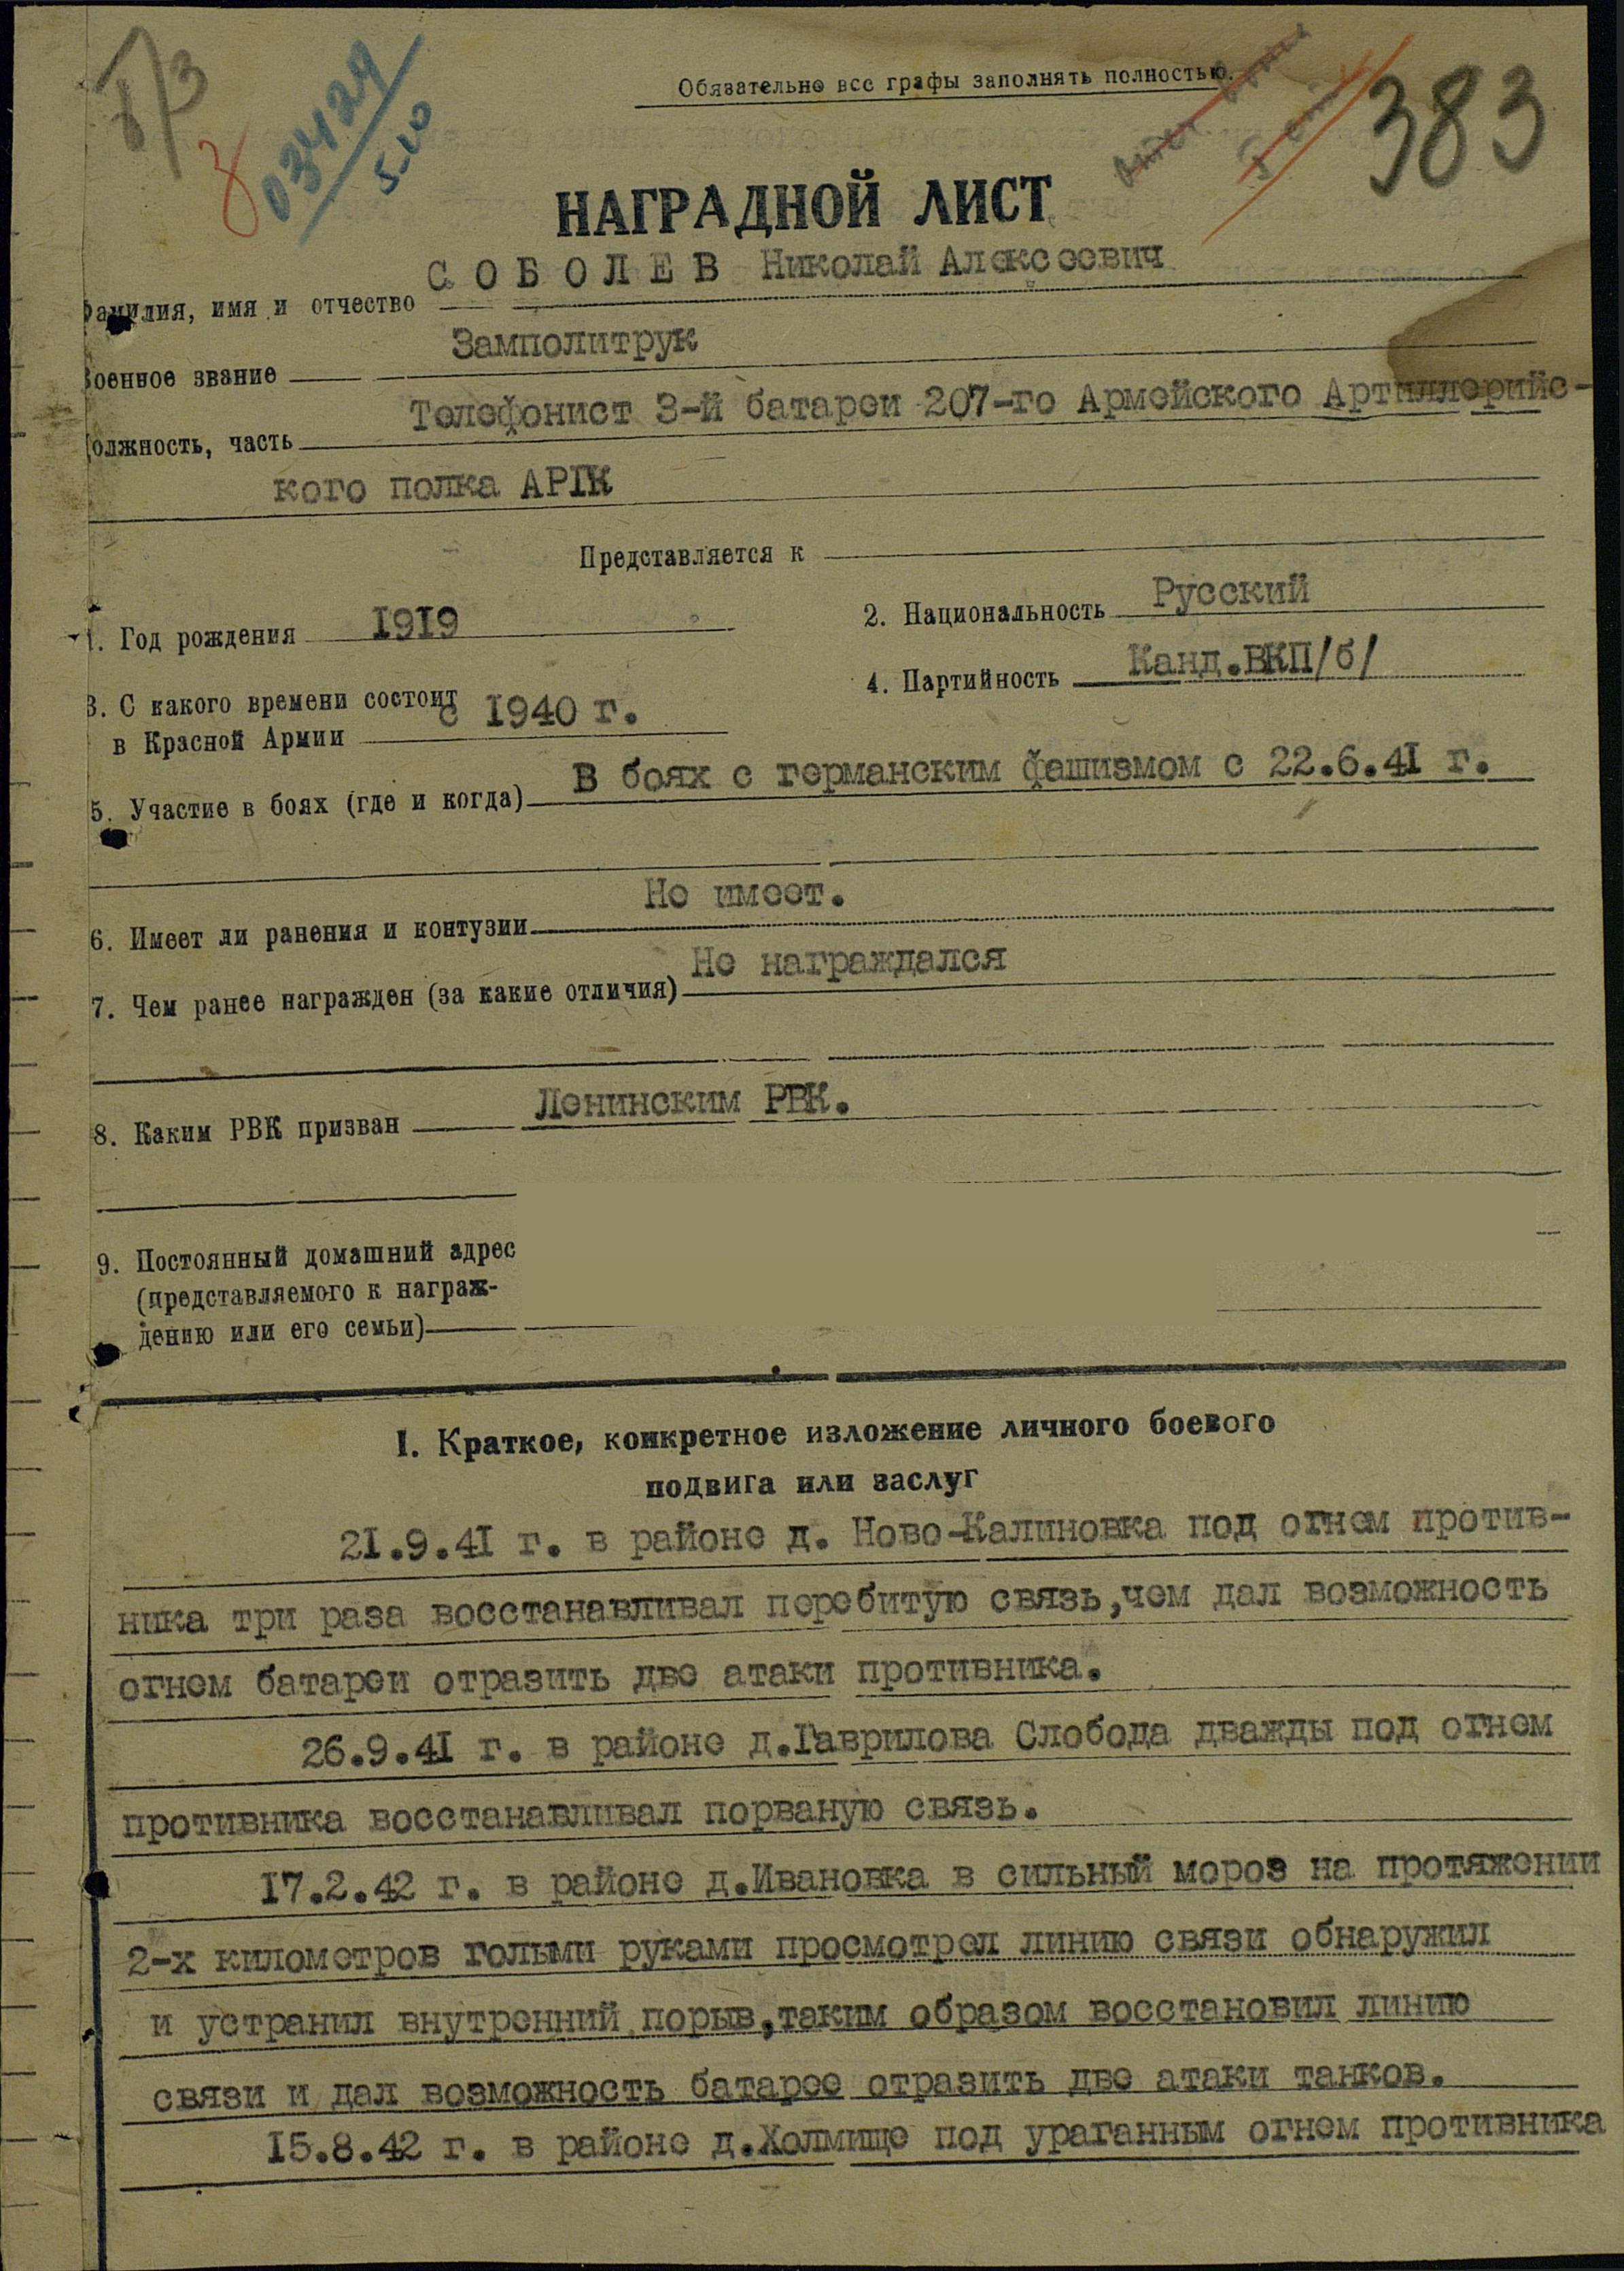 б/з
03429
5-10
383
Обязательно все графы заполнять полностью.
НАГРАДНОЙ ЛИСТ
Фамилия, имя и отчество СОБОЛЕВ Николай Алексеевич
Военное звание Замполитрук
Должность, часть Телефонист 3-й батареи 207-го Армейского Артиллерийс-
кого полка АРГК
Представляется к
1. Год рождения 1919
2. Национальность Русский
3. С какого времени состоит
в Красной Армии с 1940 г.
4. Партийность Канд.ВКП/б/
5. Участие в боях (где и когда) В боях с германским фашизмом с 22.6.41 г.
6. Имеет ли ранения и контузии Не имеет.
7. Чем ранее награжден (за какие отличия) Не награждался
8. Каким РВК призван Ленинским РВК.
9. Постоянный домашний адрес
(представляемого к награж-
дению или его семьи)
I. Краткое, конкретное изложение личного боевого
подвига или заслуг
21.9.41 г. в районе д. Ново-Калиновка под огнем против-
ника три раза восстанавливал перебитую связь,чем дал возможность
огнем батареи отразить две атаки противника.
26.9.41 г. в районе д.Гаврилова Слобода дважды под огнем
противника восстанавливал порваную связь.
17.2.42 г. в районе д.Ивановка в сильный мороз на протяжении
2-х километров голыми руками просмотрел линию связи обнаружил
и устранил внутренний порыв,таким образом восстановил линию
связи и дал возможность батарее отразить две атаки танков.
15.8.42 г. в районе д.Холмище под ураганным огнем противника